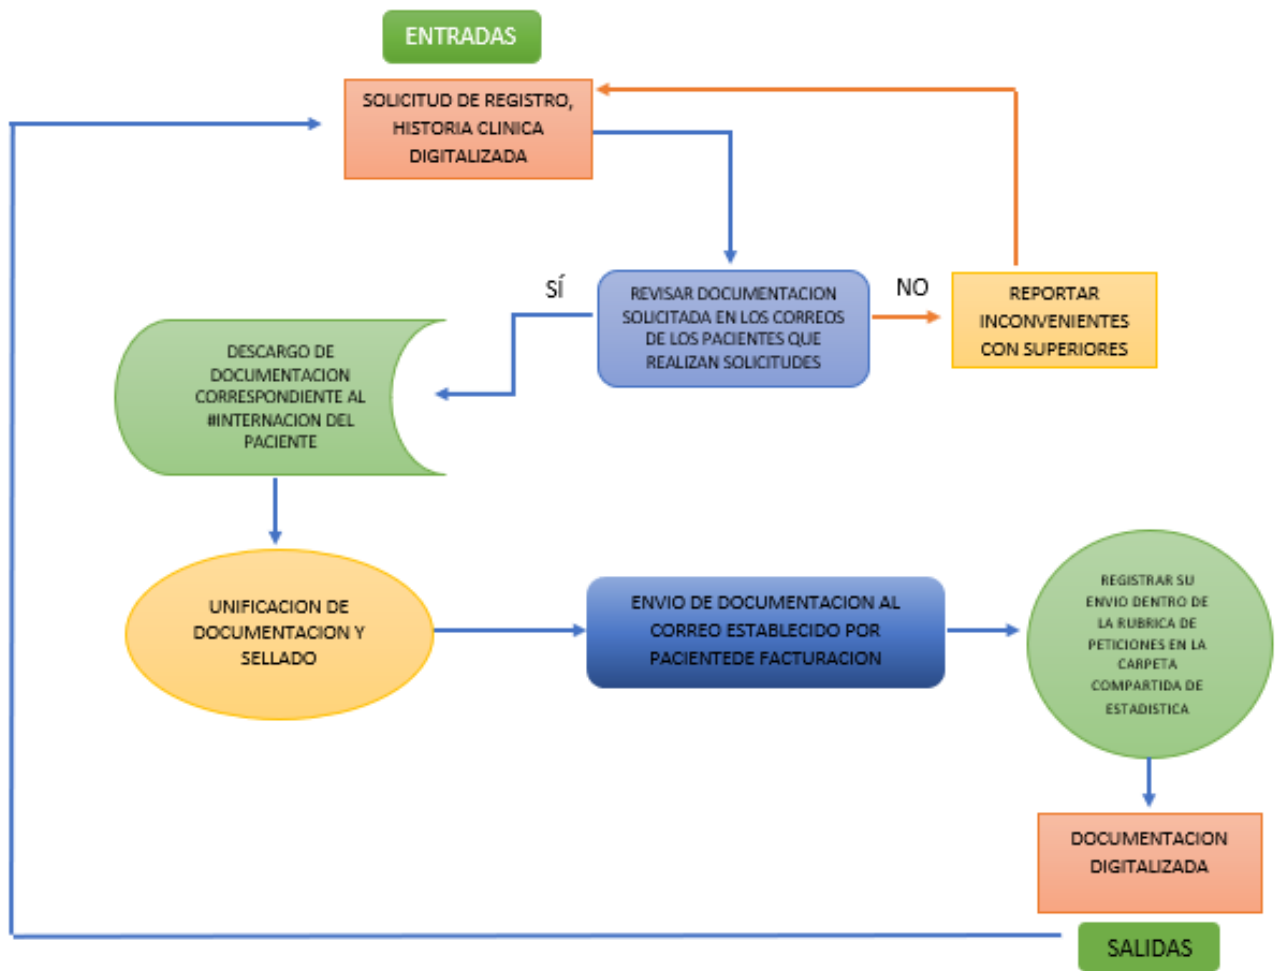 ENTRADAS
SOLICITUD DE REGISTRO,
HISTORIA CLINICA
DIGITALIZADA
SÍ
REVISAR DOCUMENTACION
SOLICITADA EN LOS CORREOS
DE LOS PACIENTES QUE
REALIZAN SOLICITUDES
NO
REPORTAR
INCONVENIENTES
CON SUPERIORES
DESCARGO DE
DOCUMENTACION
CORRESPONDIENTE AL
#INTERNACION DEL
PACIENTE
UNIFICACION DE
DOCUMENTACION Y
SELLADO
ENVIO DE DOCUMENTACION AL
CORREO ESTABLECIDO POR
PACIENTEDE FACTURACION
REGISTRAR SU
ENVIO DENTRO DE
LA RUBRICA DE
PETICIONES EN LA
CARPETA
COMPARTIDA DE
ESTADISTICA
DOCUMENTACION
DIGITALIZADA
SALIDAS